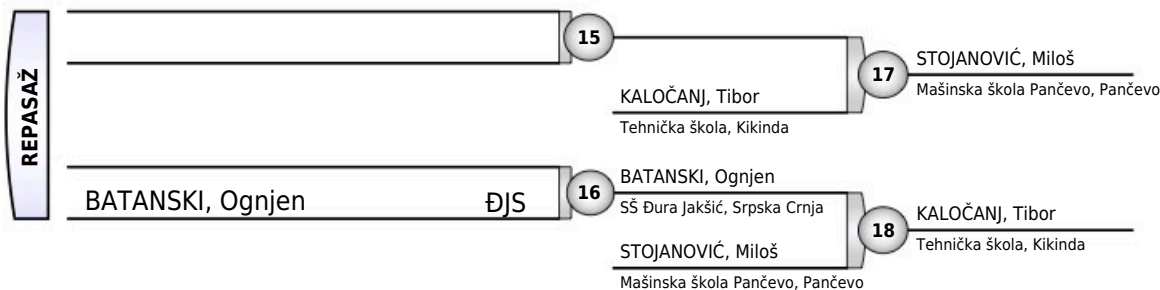 REPASAŽ
15
KALOČANJ, Tibor
Tehnička škola, Kikinda
17
STOJANOVIĆ, Miloš
Mašinska škola Pančevo, Pančevo
BATANSKI, Ognjen ĐJS
16
BATANSKI, Ognjen
SŠ Đura Jakšić, Srpska Crnja
STOJANOVIĆ, Miloš
Mašinska škola Pančevo, Pančevo
18
KALOČANJ, Tibor
Tehnička škola, Kikinda